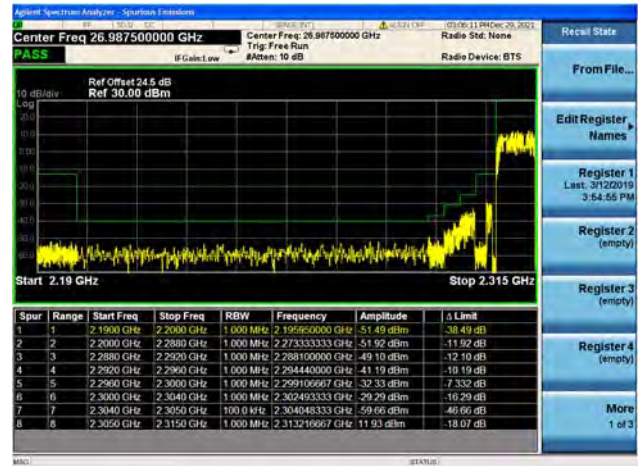 Agilent Spectrum Analyzer - Spurious Emissions
03:06:11 PM Dec 29, 2021
Center Freq 26.987500000 GHz
Center Freq: 26.987500000 GHz
Radio Std: None
Recall State
Trig: Free Run
PASS
IFGain:Low
#Atten: 10 dB
Radio Device: BTS
From File...
Ref Offset 24.5 dB
10 dB/div
Ref 30.00 dBm
Log
Edit Register
Names
Register 1
Last: 3/12/2019
3:54:55 PM
Register 2
(empty)
Start 2.19 GHz
Stop 2.315 GHz
Register 3
(empty)
Spur Range Start Freq Stop Freq RBW Frequency Amplitude Δ Limit
1 1 2.1900 GHz 2.2000 GHz 1.000 MHz 2.195950000 GHz -51.49 dBm -38.49 dB
2 2 2.2000 GHz 2.2880 GHz 1.000 MHz 2.273333333 GHz -51.92 dBm -11.92 dB
3 3 2.2880 GHz 2.2920 GHz 1.000 MHz 2.288100000 GHz -49.10 dBm -12.10 dB
4 4 2.2920 GHz 2.2960 GHz 1.000 MHz 2.294440000 GHz -41.19 dBm -10.19 dB
5 5 2.2960 GHz 2.3000 GHz 1.000 MHz 2.299106667 GHz -32.33 dBm -7.332 dB
6 6 2.3000 GHz 2.3040 GHz 1.000 MHz 2.302493333 GHz -29.29 dBm -16.29 dB
7 7 2.3040 GHz 2.3050 GHz 100.0 kHz 2.304048333 GHz -59.66 dBm -46.66 dB
8 8 2.3050 GHz 2.3150 GHz 1.000 MHz 2.313216667 GHz 11.93 dBm -18.07 dB
Register 4
(empty)
More
1 of 3
MSG
STATUS